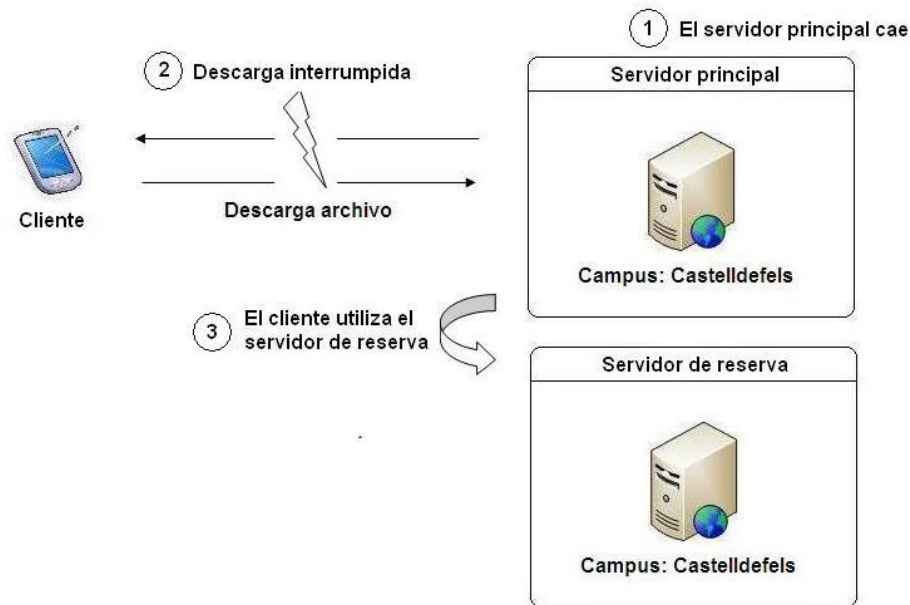 1 El servidor principal cae
2 Descarga interrumpida
Servidor principal
Cliente
Descarga archivo
Campus: Castelldefels
3 El cliente utiliza el
servidor de reserva
Servidor de reserva
Campus: Castelldefels